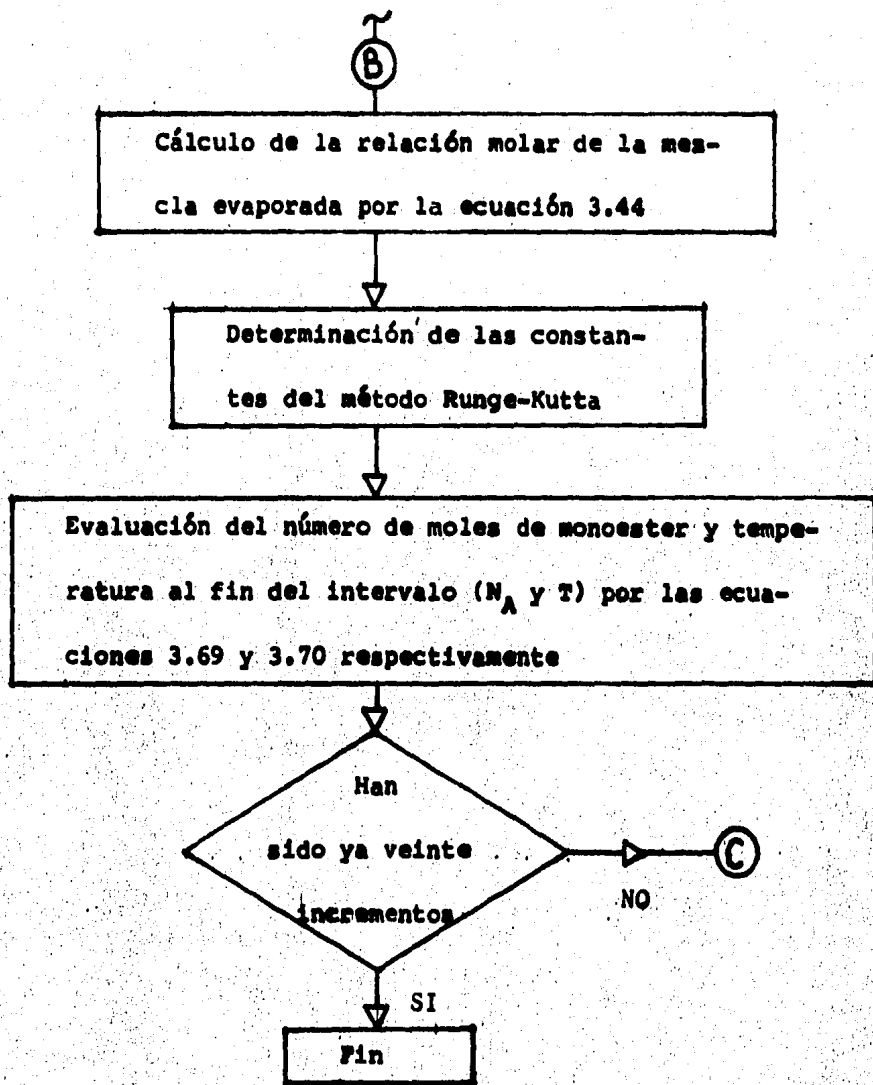 B
Cálculo de la relación molar de la mez-
cla evaporada por la ecuación 3.44
Determinación de las constan-
tes del método Runge-Kutta
Evaluación del número de moles de monoester y tempe-
ratura al fin del intervalo (N_A y T) por las ecua-
ciones 3.69 y 3.70 respectivamente
Han
sido ya veinte
incrementos
C
NO
SI
Fin